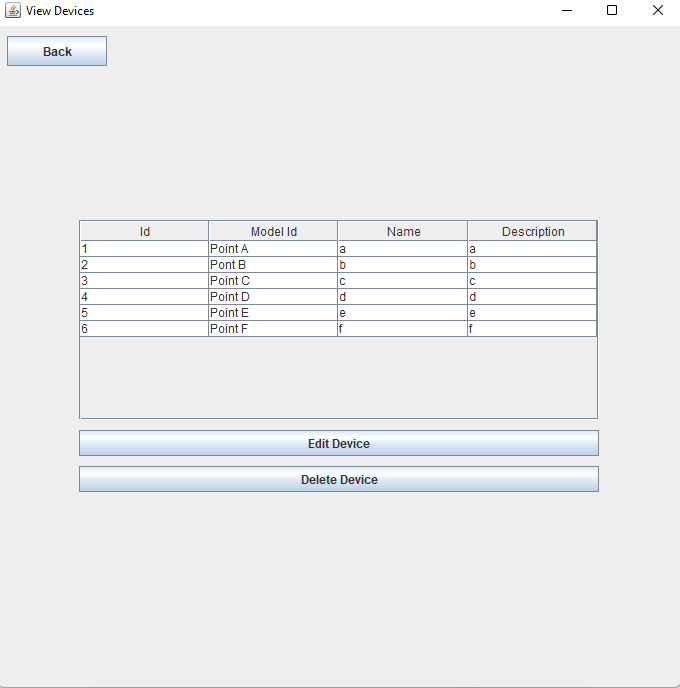 View Devices
Back
Id Model Id Name Description
1 Point A a a
2 Pont B b b
3 Point C c c
4 Point D d d
5 Point E e e
6 Point F f f
Edit Device
Delete Device